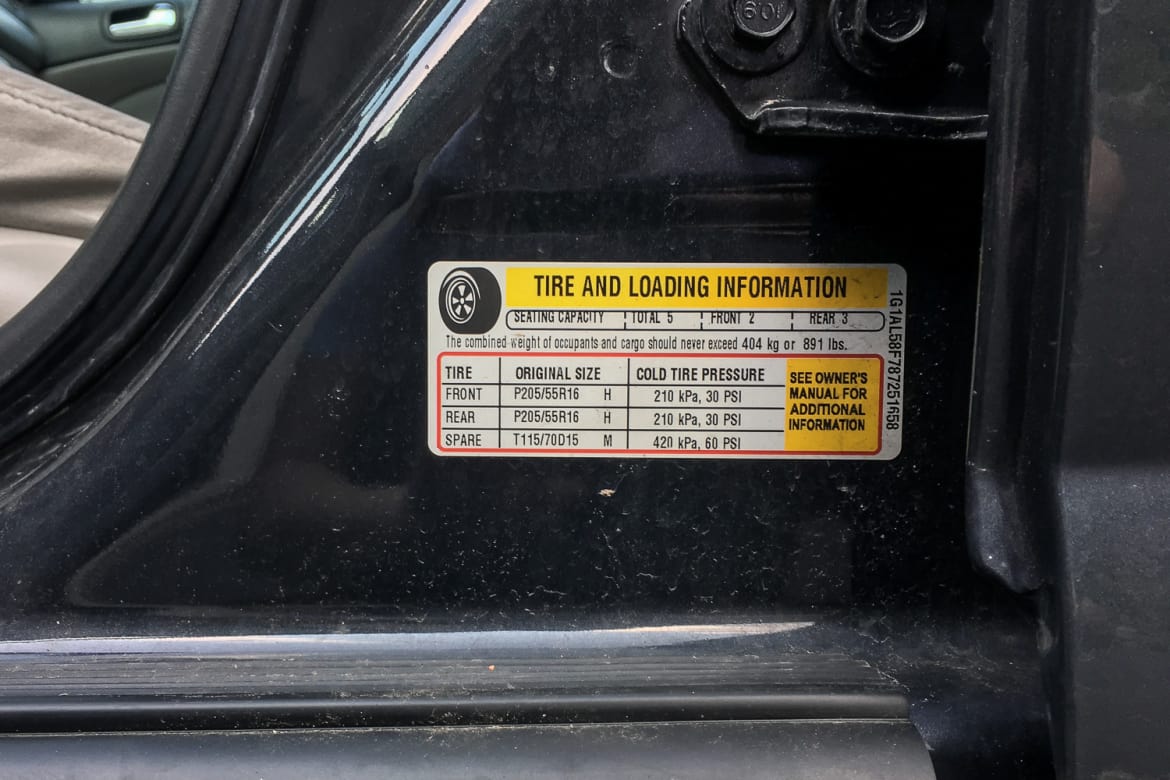 TIRE AND LOADING INFORMATION
SEATING CAPACITY TOTAL 5 FRONT 2 REAR 3
The combined weight of occupants and cargo should never exceed 404 kg or 891 lbs.
TIRE ORIGINAL SIZE COLD TIRE PRESSURE
FRONT P205/55R16 H 210 kPa, 30 PSI
REAR P205/55R16 H 210 kPa, 30 PSI
SPARE T115/70D15 M 420 kPa, 60 PSI
SEE OWNER'S
MANUAL FOR
ADDITIONAL
INFORMATION
1G1AL58F787251658